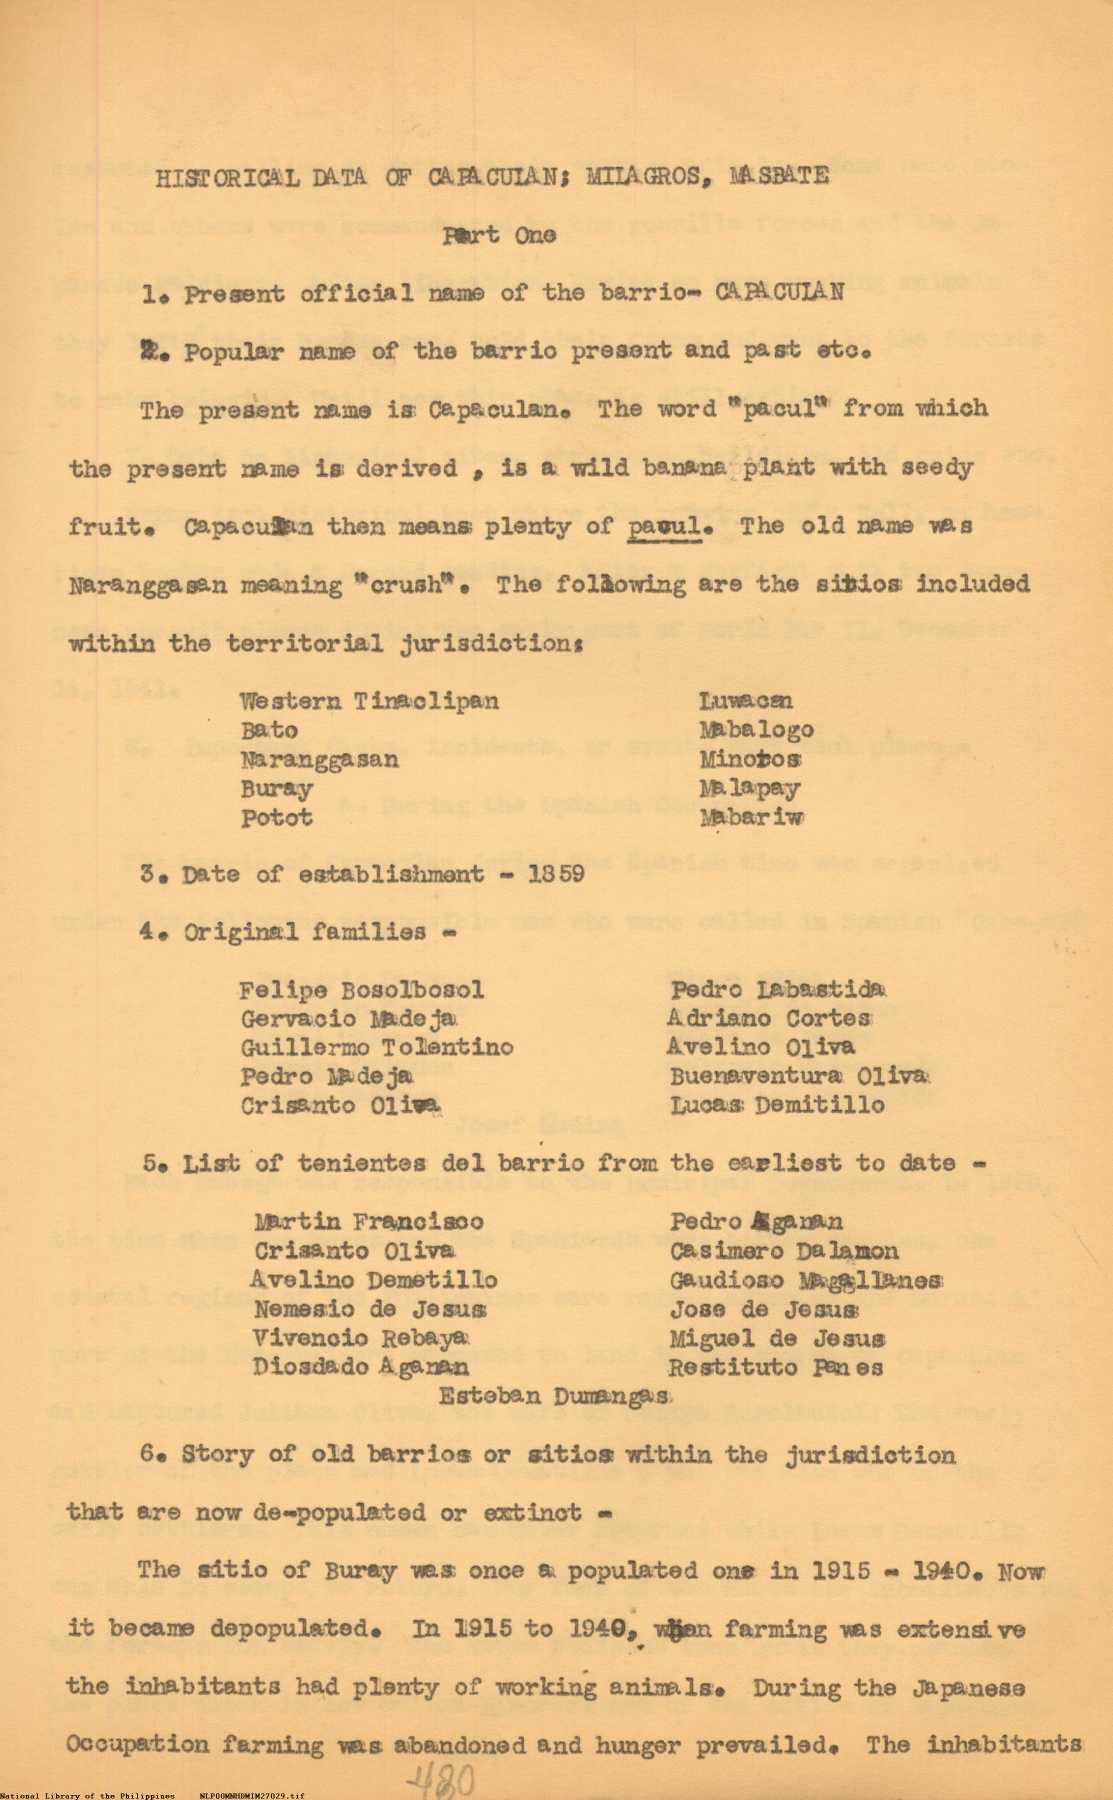 HISTORICAL DATA OF CAPACULAN; MILAGROS, MASBATE
Part One
1. Present official name of the barrio- CAPACULAN
2. Popular name of the barrio present and past etc.
The present name is Capaculan. The word "pacul" from which
the present name is derived , is a wild banana plant with seedy
fruit. Capaculan then means plenty of pacul. The old name was
Naranggasan meaning "crush". The following are the sitios included
within the territorial jurisdiction:
Western Tinaclipan Luwacan
Bato Mabalogo
Naranggasan Minotos
Buray Malapay
Potot Mabariw
3. Date of establishment - 1859
4. Original families -
Felipe Bosolbosol Pedro Labastida
Gervacio Madeja Adriano Cortes
Guillermo Tolentino Avelino Oliva
Pedro Madeja Buenaventura Oliva
Crisanto Oliva Lucas Demitillo
5. List of tenientes del barrio from the earliest to date -
Martin Francisco Pedro Aganan
Crisanto Oliva Casimero Dalamon
Avelino Demetillo Gaudioso Magallanes
Nemesio de Jesus Jose de Jesus
Vivencio Rebaya Miguel de Jesus
Diosdado Aganan Restituto Panes
Esteban Dumangas
6. Story of old barrios or sitios within the jurisdiction
that are now de-populated or extinct -
The sitio of Buray was once a populated one in 1915 - 1940. Now
it became depopulated. In 1915 to 1940, when farming was extensive
the inhabitants had plenty of working animals. During the Japanese
Occupation farming was abandoned and hunger prevailed. The inhabitants
480
National Library of the Philippines NLPOOMNHDMIM27029.tif